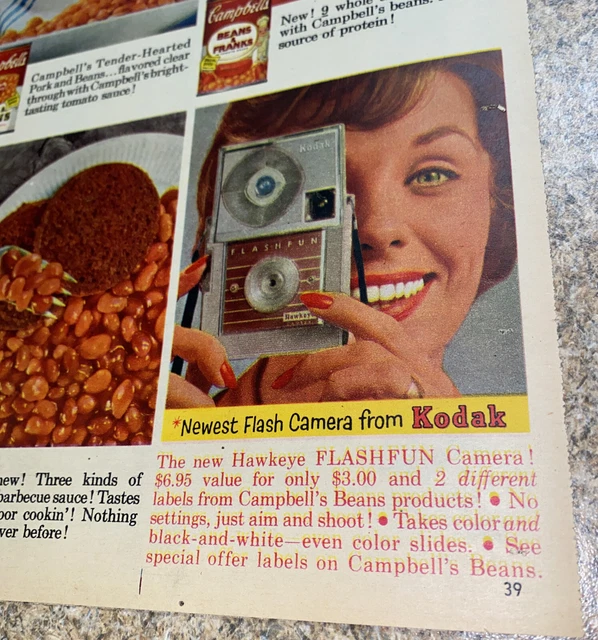 Campbell's
BEANS
&
FRANKS
New! 9 whole
with Campbell's beans.
source of protein!
Campbell's Tender-Hearted
Pork and Beans...flavored clear
through with Campbell's bright-
tasting tomato sauce!
Kodak
FLASHFUN
Hawkeye
*Newest Flash Camera from Kodak
new! Three kinds of
barbecue sauce! Tastes
oor cookin'! Nothing
ver before!
The new Hawkeye FLASHFUN Camera!
$6.95 value for only $3.00 and 2 different
labels from Campbell's Beans products! • No
settings, just aim and shoot! • Takes color and
black-and-white—even color slides. • See
special offer labels on Campbell's Beans.
39